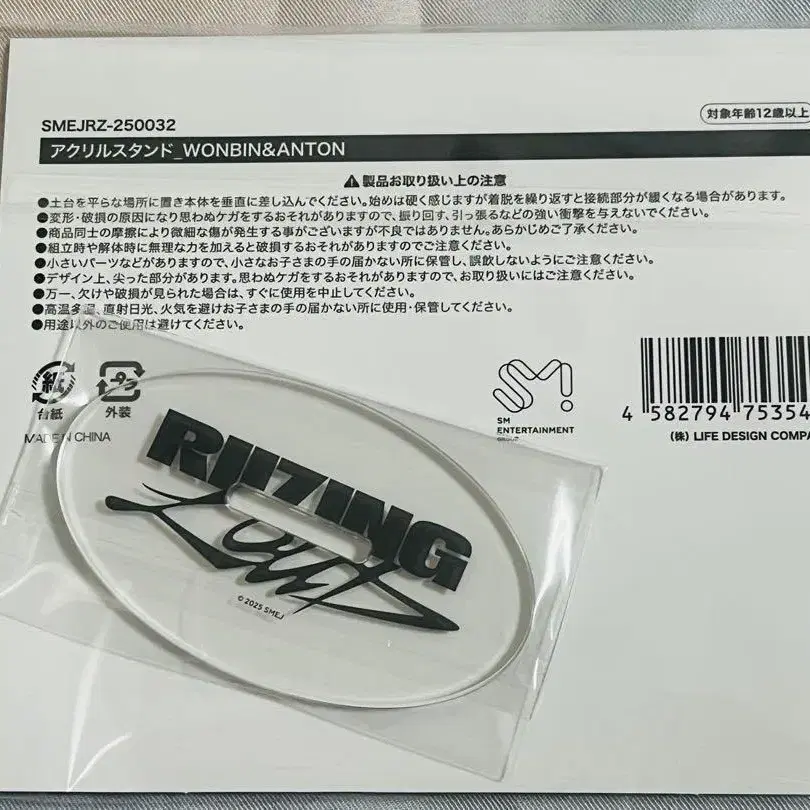 SMEJRZ-250032
対象年齢12歳以上
アクリルスタンド_WONBIN&ANTON
⚠製品お取り扱い上の注意
●土台を平らな場所に置き本体を垂直に差し込んでください。始めは硬く感じますが着脱を繰り返すと接続部分が緩くなる場合があります。
●変形・破損の原因になり思わぬケガをするおそれがありますので、振り回す、引っ張るなどの強い衝撃を与えないでください。
●商品同士の摩擦により微細な傷が発生する事がございますが不良ではありません。あらかじめご了承ください。
●組立時や解体時に無理な力を加えると破損するおそれがありますのでご注意ください。
●小さいパーツなどがありますので、小さなお子さまの手の届かない所に保管し、誤飲しないようにご注意ください。
●デザイン上、尖った部分があります。思わぬケガをするおそれがありますので、お取り扱いにはご注意ください。
●万一、欠けや破損が見られた場合は、すぐに使用を中止してください。
●高温多湿、直射日光、火気を避けお子さまの手の届かない所に使用・保管してください。
●用途以外のご使用は避けてください。
紙
プラ
台紙
外装
MADE IN CHINA
SM!
SM
ENTERTAINMENT
GROUP
4 582794 75354
(株) LIFE DESIGN COMPA
RIIZING
LOUD
© 2025 SMEJ